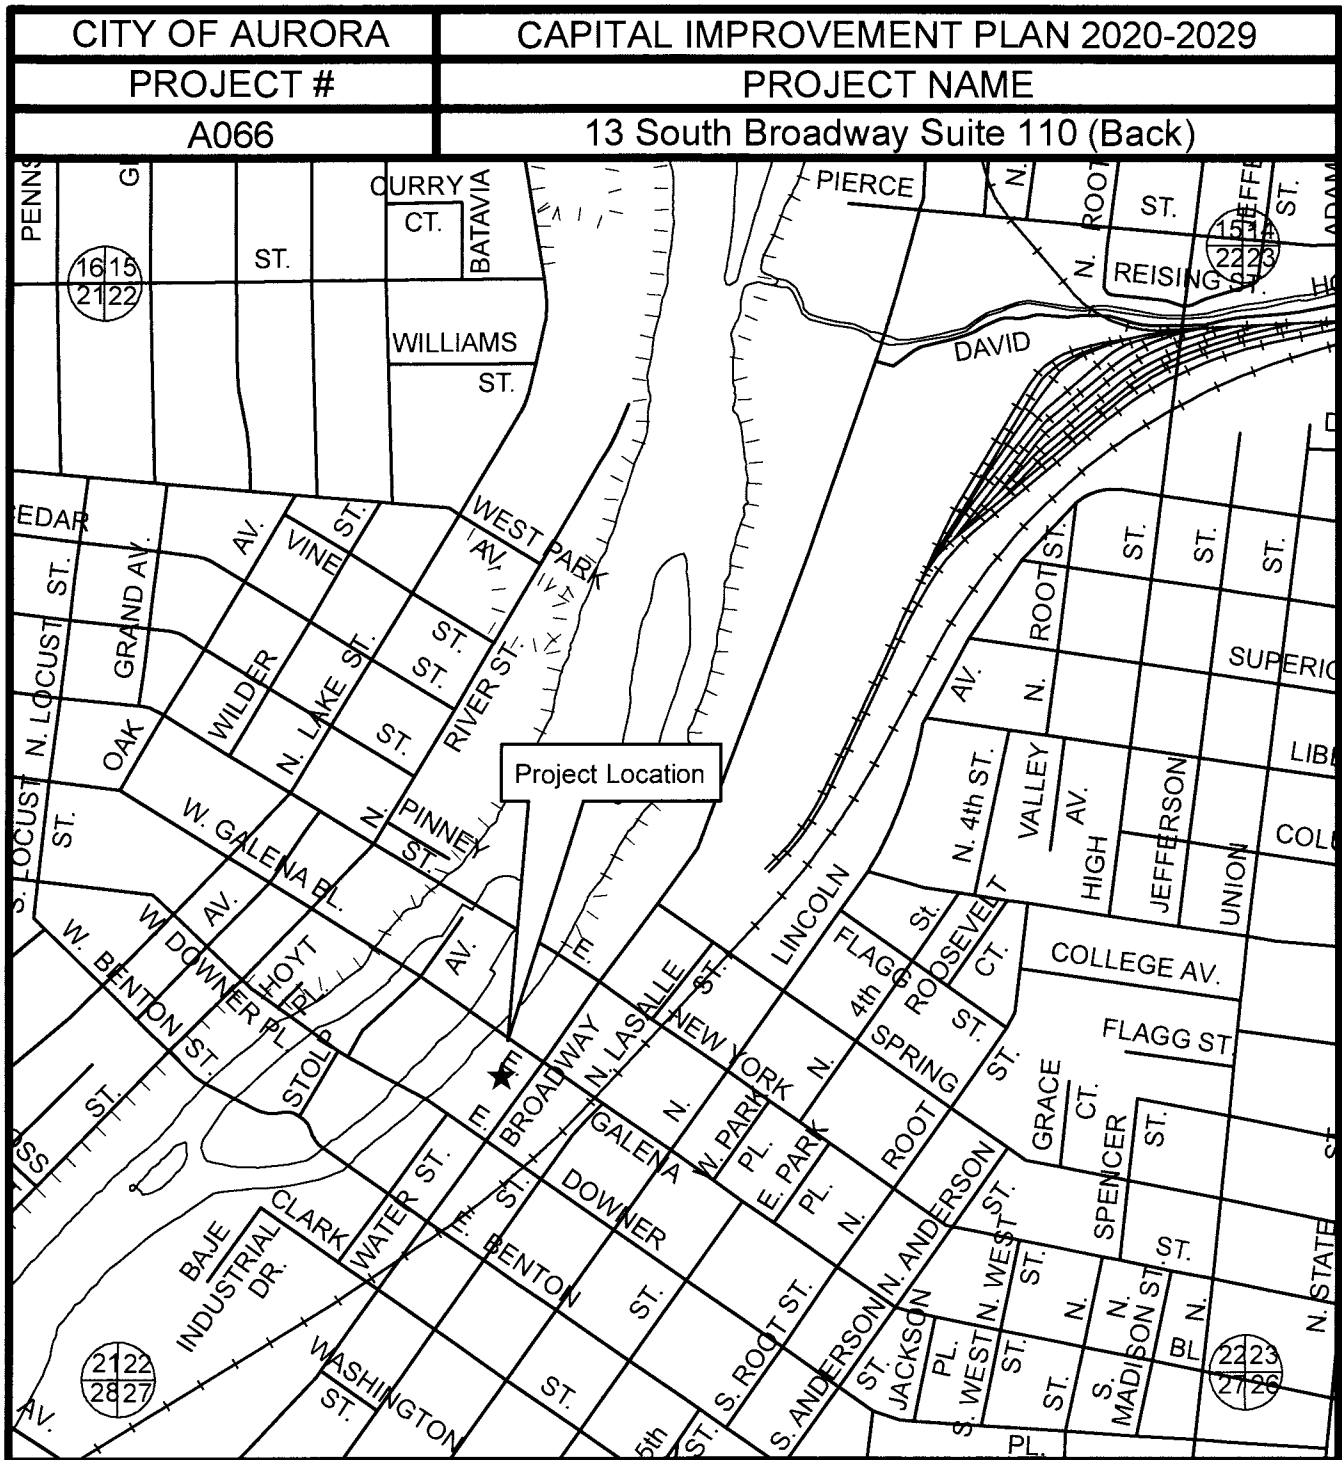 CITY OF AURORA
CAPITAL IMPROVEMENT PLAN 2020-2029
PROJECT #
PROJECT NAME
A066
13 South Broadway Suite 110 (Back)
PENNS
CURRY
CT.
BATAVIA
PIERCE
N.
ROOT
ST.
ST.
16 15
21 22
ST.
15 14
22 23
N.
REISING ST.
WILLIAMS
ST.
DAVID
CEDAR
AV.
VINE
ST.
WEST PARK
AV.
GRAND AV.
ST.
N. LOCUST
ROOT ST.
N.
ST.
ST.
ST.
ST.
ST.
ST.
SUPERIO
WILDER
N. LAKE ST.
RIVER ST.
N.
OAK
AV.
Project Location
LIBE
N. 4th ST.
VALLEY
AV.
HIGH
JEFFERSON
UNION
COLU
S. LOCUST
ST.
W. GALENA BL.
PINNEY
ST.
LINCOLN
FLAGG
ST.
4th St.
ROOSEVELT
CT.
COLLEGE AV.
FLAGG ST.
W. BENTON ST.
W. DOWNER PL.
AV.
HOYT
PL.
STOLP
AV.
E.
NEW YORK
N. LASALLE
ST.
BROADWAY
E.
E.
SPRING
ST.
N.
ROOT
N.
GRACE
CT.
SPENCER
ST.
ST.
OSS
ST.
GALENA
N.
W. PARK
PL.
E. PARK
PL.
DOWNER
N. ANDERSON
ST.
N. WEST
ST.
ST.
N. STATE
ST.
BAJE
INDUSTRIAL
DR.
CLARK
WATER ST.
E. BENTON
ST.
ST.
S. ROOT ST.
S. ANDERSON
ST.
JACKSON
PL.
S. WEST
ST.
N.
ST.
N.
S.
MADISON ST.
N.
BL.
21 22
28 27
22 23
27 26
AV.
WASHINGTON
ST.
ST.
5th
ST.
PL.